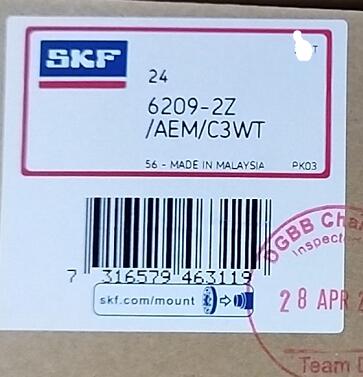 SKF
24
6209-2Z
/AEM/C3WT
56 - MADE IN MALAYSIA PK03
7 316579 463119
skf.com/mount
DGBB
28 APR
Team